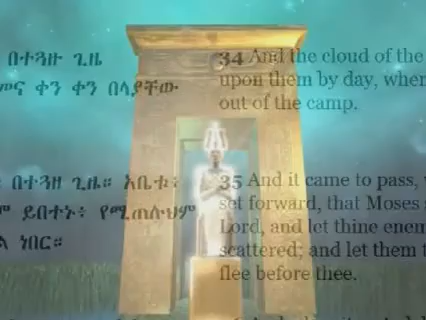 በተጓዙ ጊዜ
ቀን ቀን በላያቸው
በተጓዘ ጊዜ። አቤቱ፥
ይበተኑ፥ የሚጠሉህም
ነበር።
34 And the cloud of the
upon them by day, when
out of the camp.
35 And it came to pass,
set forward, that Moses
Lord, and let thine
scattered; and let them
flee before thee.